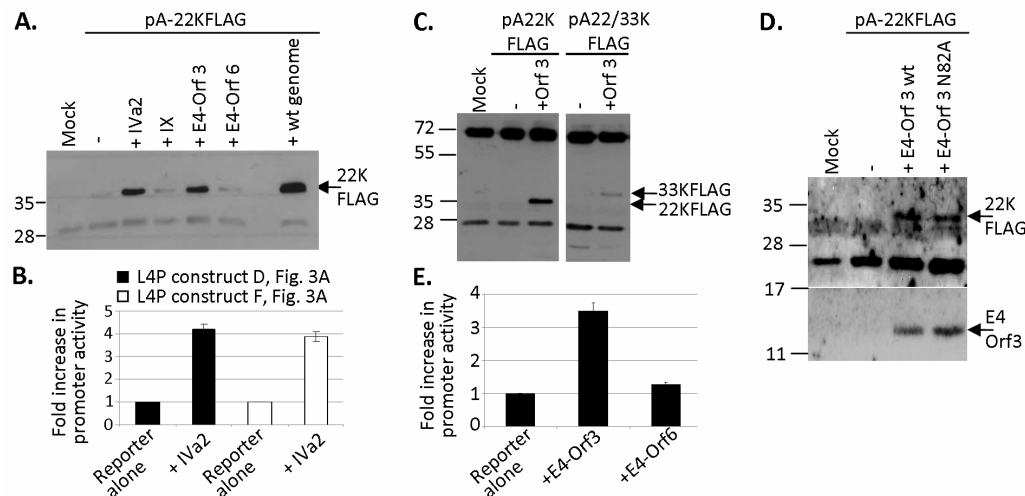 A.
pA-22KFLAG
Mock
-
+ IVa2
+ IX
+ E4-Orf 3
+ E4-Orf 6
+ wt genome
35
28
22K
FLAG
B.
L4P construct D, Fig. 3A
L4P construct F, Fig. 3A
Fold increase in
promoter activity
5
4
3
2
1
0
Reporter
alone
+ IVa2
Reporter
alone
+ IVa2
C.
pA22K
FLAG
pA22/33K
FLAG
Mock
-
+Orf 3
-
+Orf 3
72
55
35
28
33KFLAG
22KFLAG
E.
Fold increase in
promoter activity
4
3
2
1
0
Reporter
alone
+E4-Orf3
+E4-Orf6
D.
pA-22KFLAG
Mock
-
+ E4-Orf 3 wt
+ E4-Orf 3 N82A
35
28
17
11
22K
FLAG
E4
Orf3